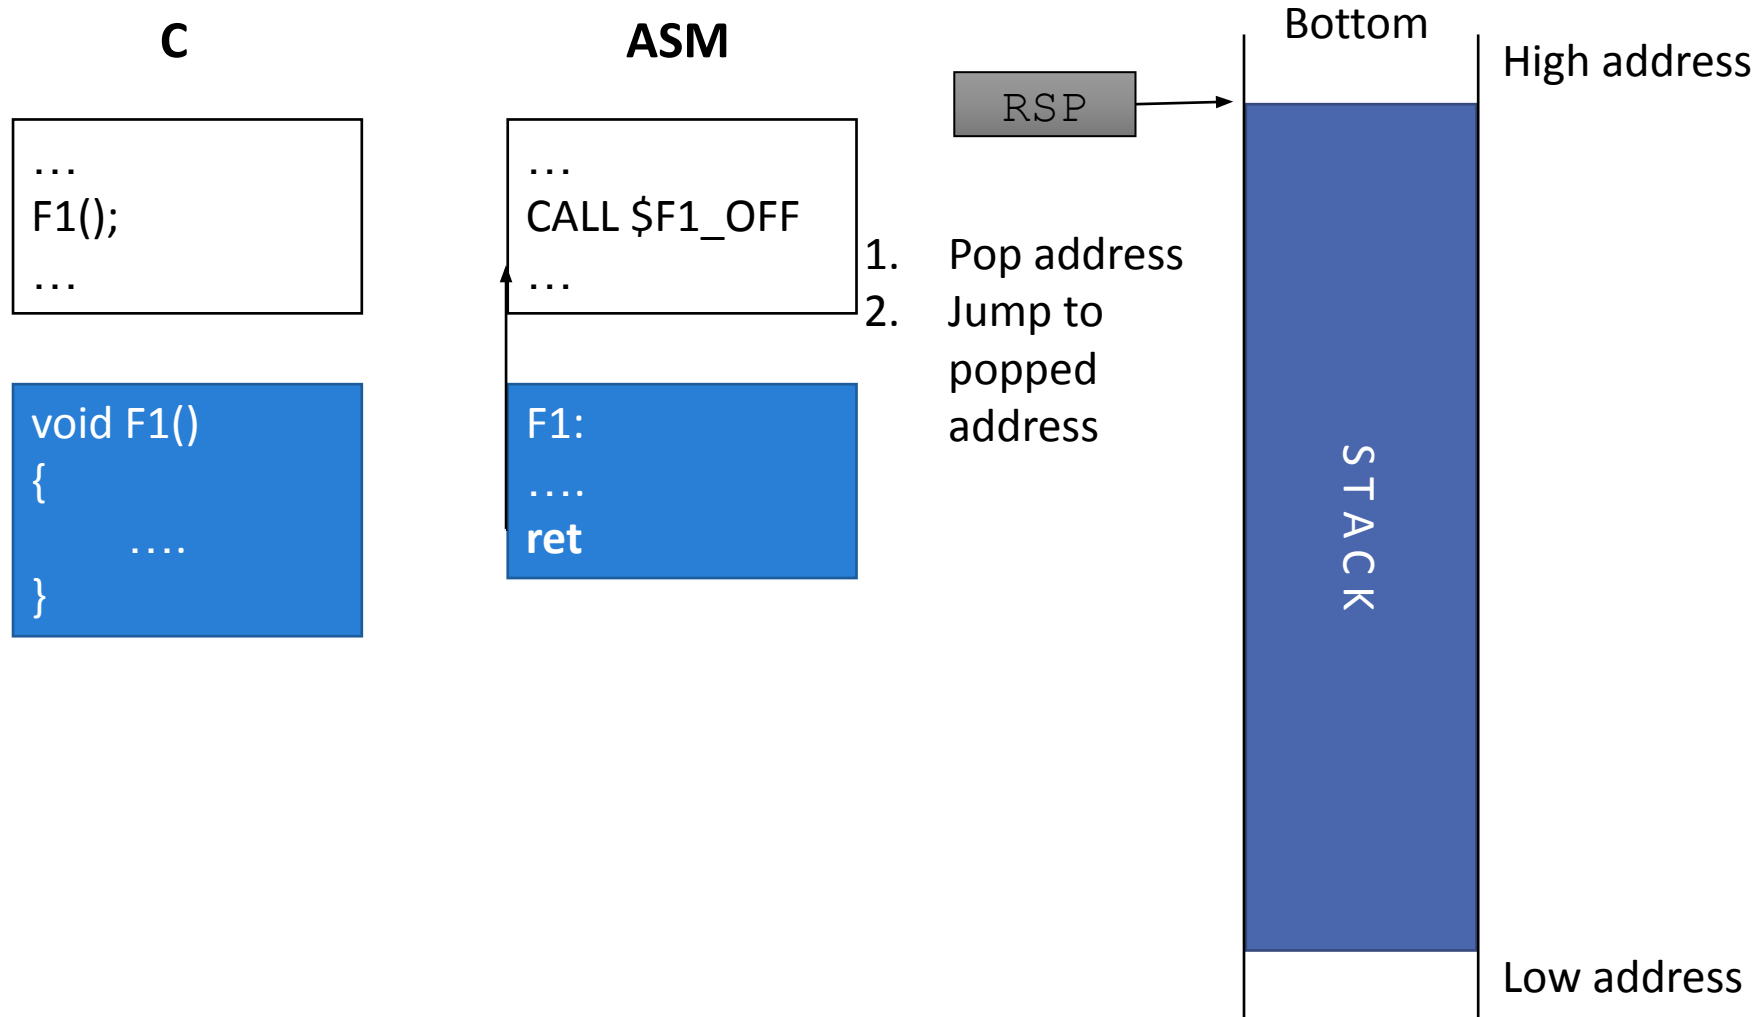 C
…
F1();
…
void F1()
{
….
}
ASM
…
CALL $F1_OFF
…
F1:
….
ret
RSP
1. Pop address
2. Jump to
popped
address
Bottom
High address
STACK
Low address